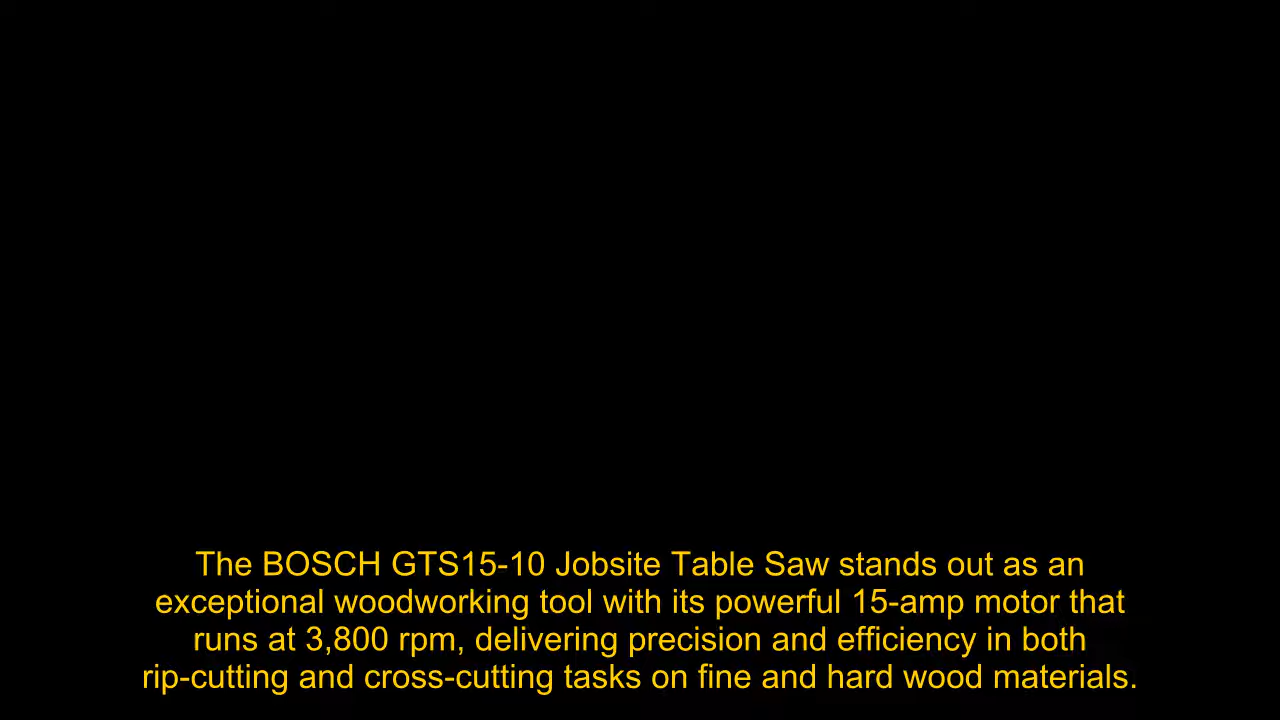 The BOSCH GTS15-10 Jobsite Table Saw stands out as an
exceptional woodworking tool with its powerful 15-amp motor that
runs at 3,800 rpm, delivering precision and efficiency in both
rip-cutting and cross-cutting tasks on fine and hard wood materials.